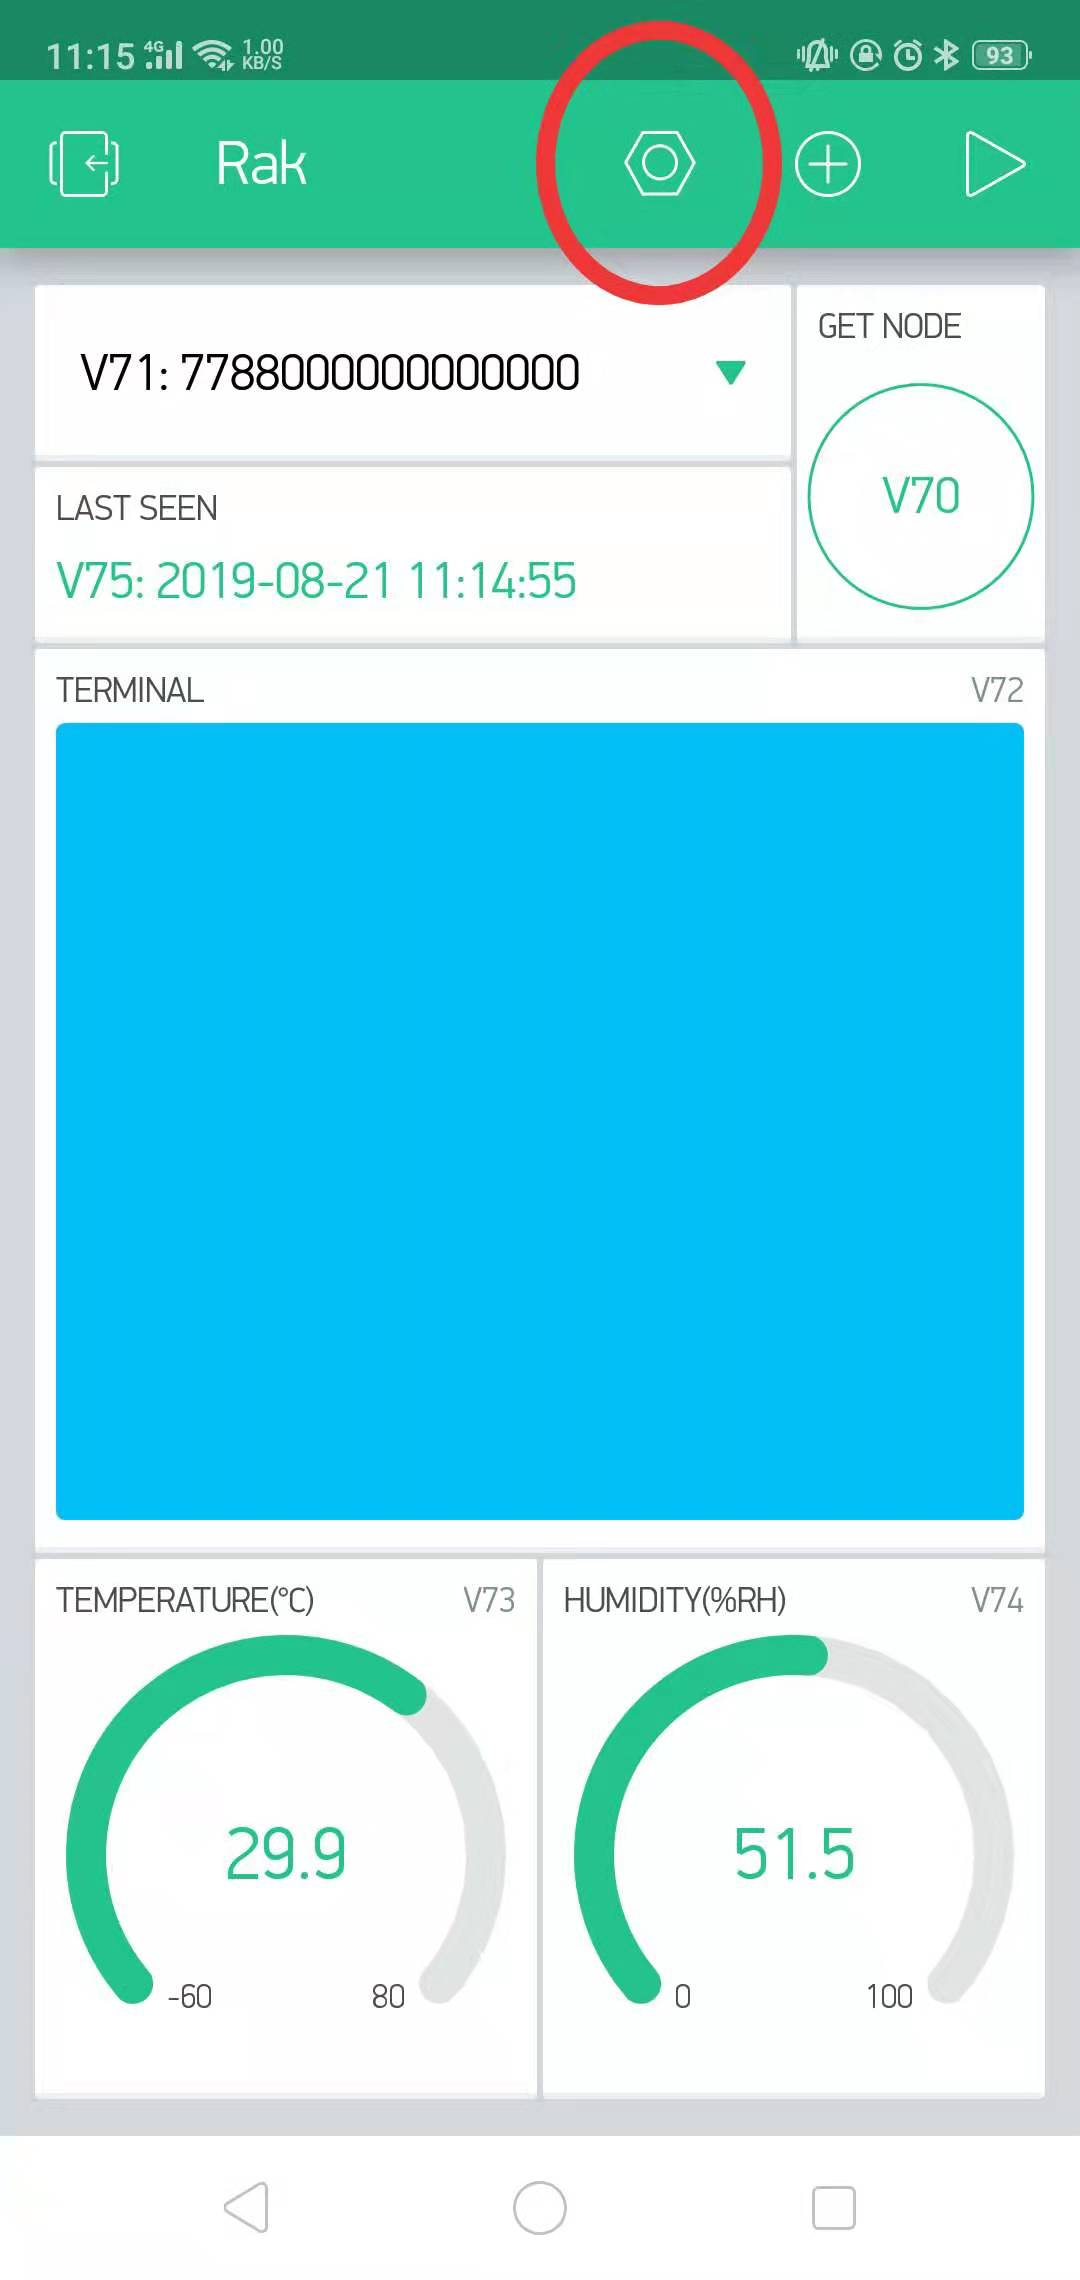 11:15 4G 1.00 KB/S 93
Rak
V71: 7788000000000000
GET NODE
V70
LAST SEEN
V75: 2019-08-21 11:14:55
TERMINAL V72
TEMPERATURE(°C) V73
29.9
-60 80
HUMIDITY(%RH) V74
51.5
0 100